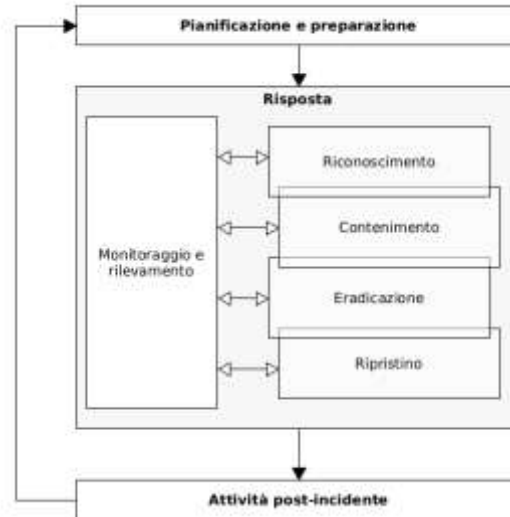 Pianificazione e preparazione
Risposta
Monitoraggio e
rilevamento
Riconoscimento
Contenimento
Eradicazione
Ripristino
Attività post-incidente